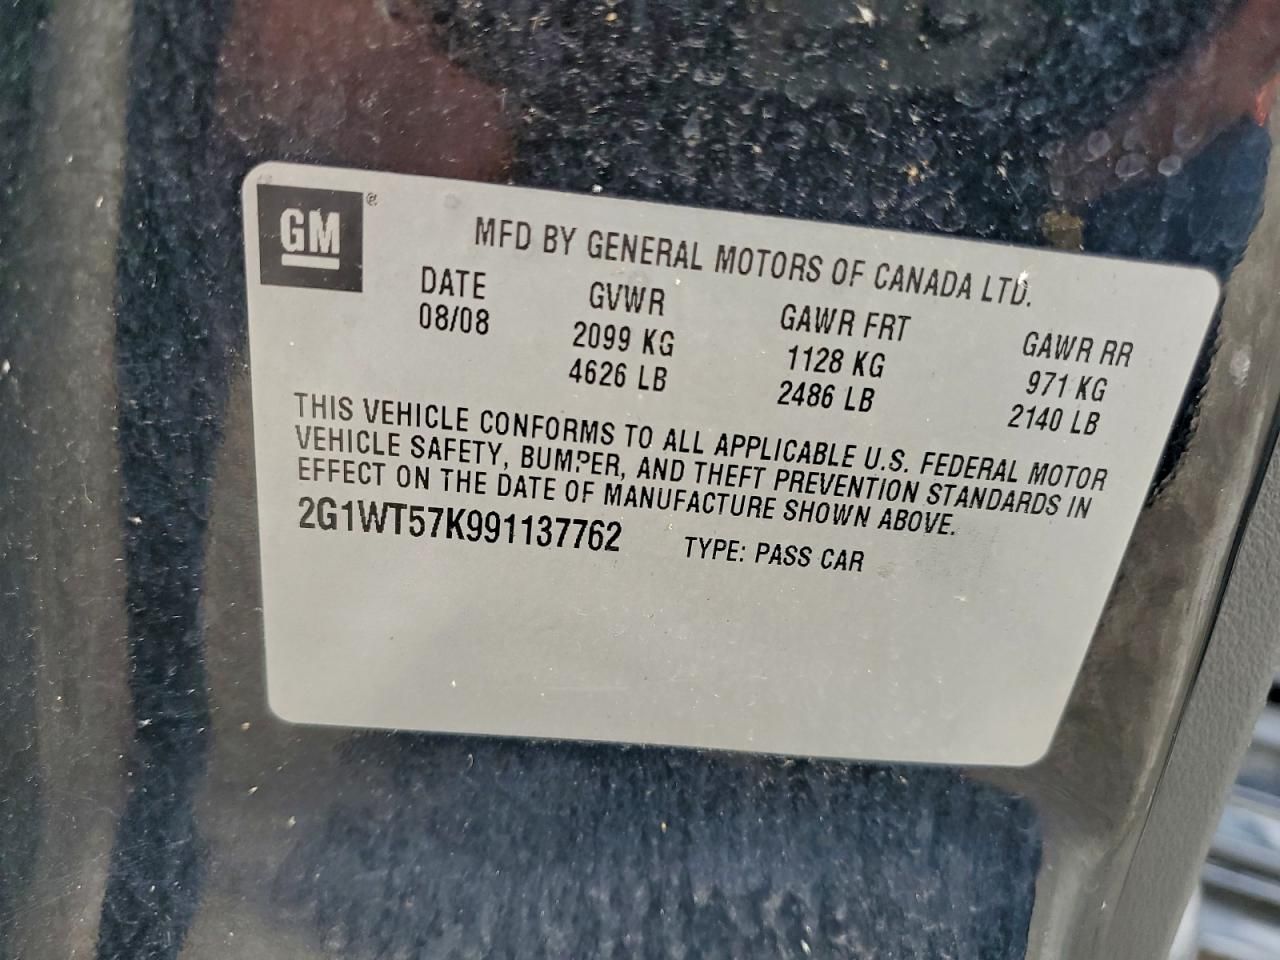 GM ®
MFD BY GENERAL MOTORS OF CANADA LTD.
DATE GVWR GAWR FRT GAWR RR
08/08 2099 KG 1128 KG 971 KG
4626 LB 2486 LB 2140 LB
THIS VEHICLE CONFORMS TO ALL APPLICABLE U.S. FEDERAL MOTOR
VEHICLE SAFETY, BUMPER, AND THEFT PREVENTION STANDARDS IN
EFFECT ON THE DATE OF MANUFACTURE SHOWN ABOVE.
2G1WT57K991137762 TYPE: PASS CAR